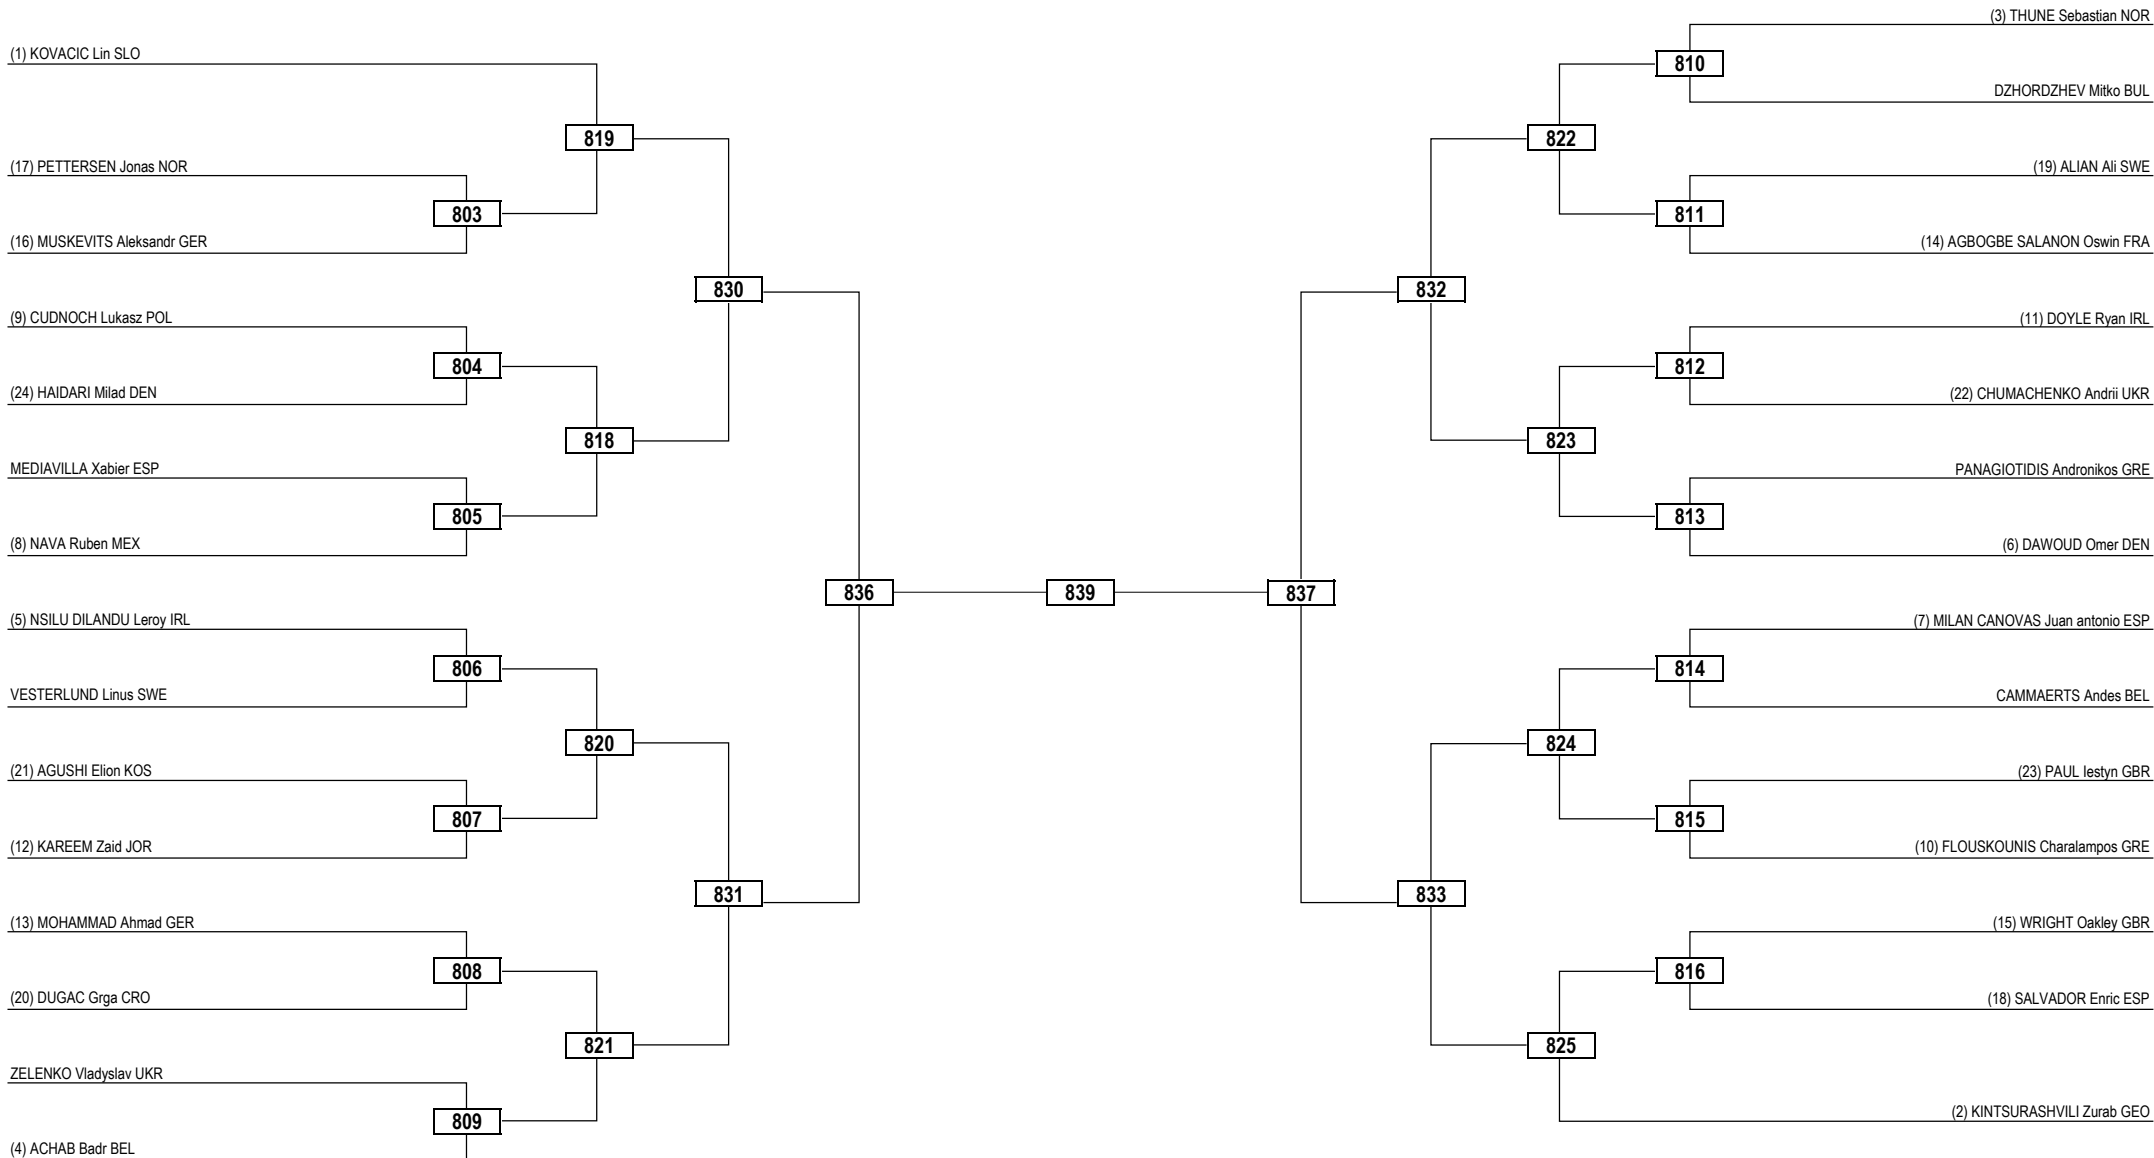 (1) KOVACIC Lin SLO
819
(17) PETTERSEN Jonas NOR
803
(16) MUSKEVITS Aleksandr GER
830
(9) CUDNOCH Lukasz POL
804
(24) HAIDARI Milad DEN
818
MEDIAVILLA Xabier ESP
805
(8) NAVA Ruben MEX
836
(5) NSILU DILANDU Leroy IRL
806
VESTERLUND Linus SWE
820
(21) AGUSHI Elion KOS
807
(12) KAREEM Zaid JOR
831
(13) MOHAMMAD Ahmad GER
808
(20) DUGAC Grga CRO
821
ZELENKO Vladyslav UKR
809
(4) ACHAB Badr BEL
839
(3) THUNE Sebastian NOR
810
DZHORDZHEV Mitko BUL
822
(19) ALIAN Ali SWE
811
(14) AGBOGBE SALANON Oswin FRA
832
(11) DOYLE Ryan IRL
812
(22) CHUMACHENKO Andrii UKR
823
PANAGIOTIDIS Andronikos GRE
813
(6) DAWOUD Omer DEN
837
(7) MILAN CANOVAS Juan antonio ESP
814
CAMMAERTS Andes BEL
824
(23) PAUL Iestyn GBR
815
(10) FLOUSKOUNIS Charalampos GRE
833
(15) WRIGHT Oakley GBR
816
(18) SALVADOR Enric ESP
825
(2) KINTSURASHVILI Zurab GEO